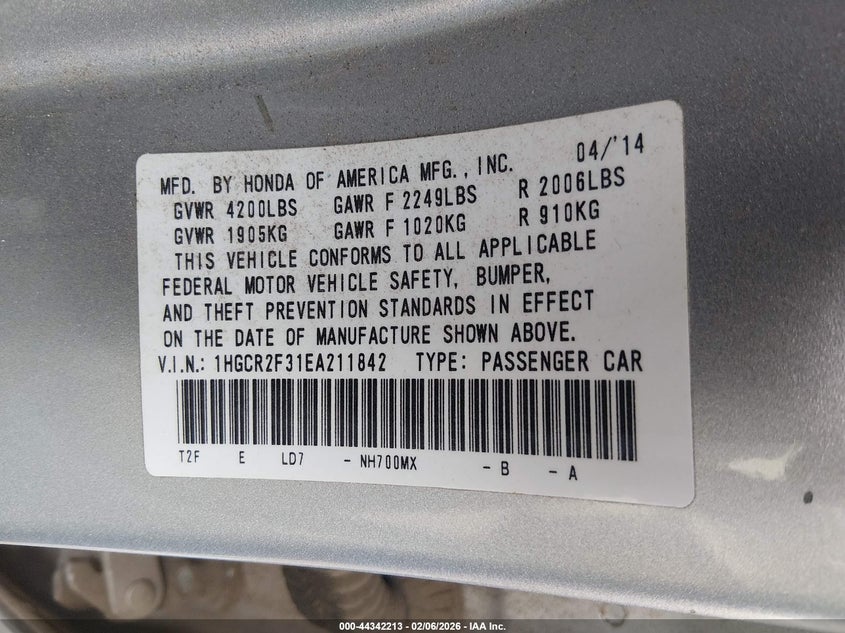 MFD. BY HONDA OF AMERICA MFG., INC. 04/'14
GVWR 4200LBS GAWR F 2249LBS R 2006LBS
GVWR 1905KG GAWR F 1020KG R 910KG
THIS VEHICLE CONFORMS TO ALL APPLICABLE
FEDERAL MOTOR VEHICLE SAFETY, BUMPER,
AND THEFT PREVENTION STANDARDS IN EFFECT
ON THE DATE OF MANUFACTURE SHOWN ABOVE.
V.I.N.: 1HGCR2F31EA211842 TYPE: PASSENGER CAR
T2F E LD7 - NH700MX - B - A
000-44342213 - 02/06/2026 - IAA Inc.